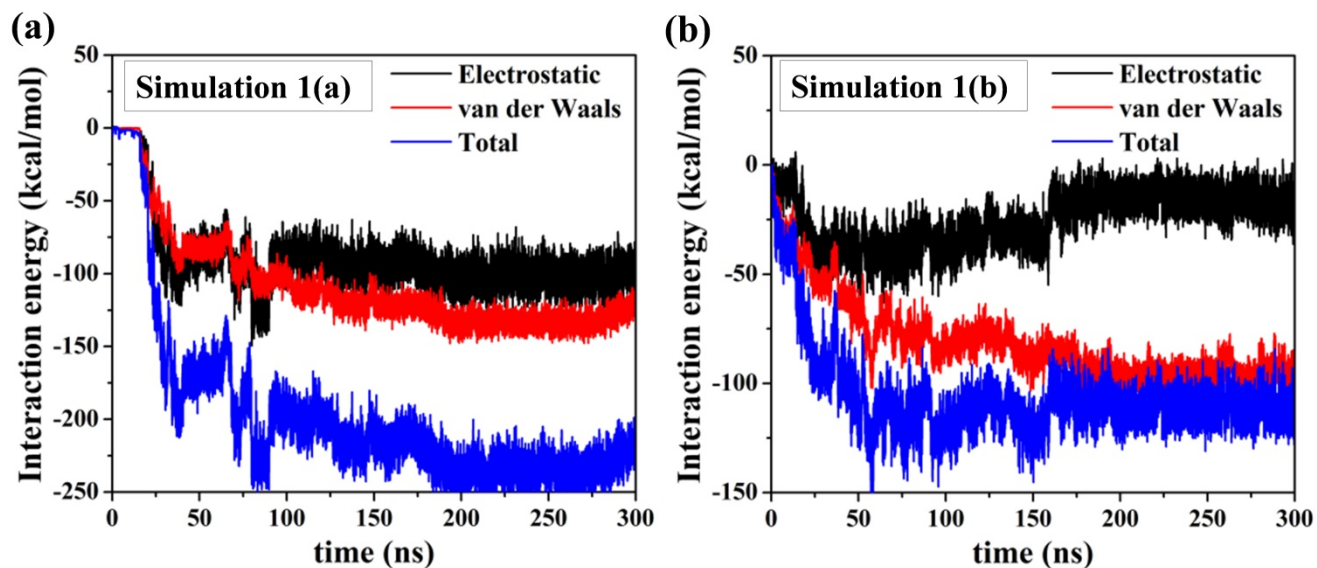 (a)
50
0
-50
-100
-150
-200
-250
Interaction energy (kcal/mol)
Simulation 1(a)
Electrostatic
van der Waals
Total
0 50 100 150 200 250 300
time (ns)
(b)
50
0
-50
-100
-150
Interaction energy (kcal/mol)
Simulation 1(b)
Electrostatic
van der Waals
Total
0 50 100 150 200 250 300
time (ns)